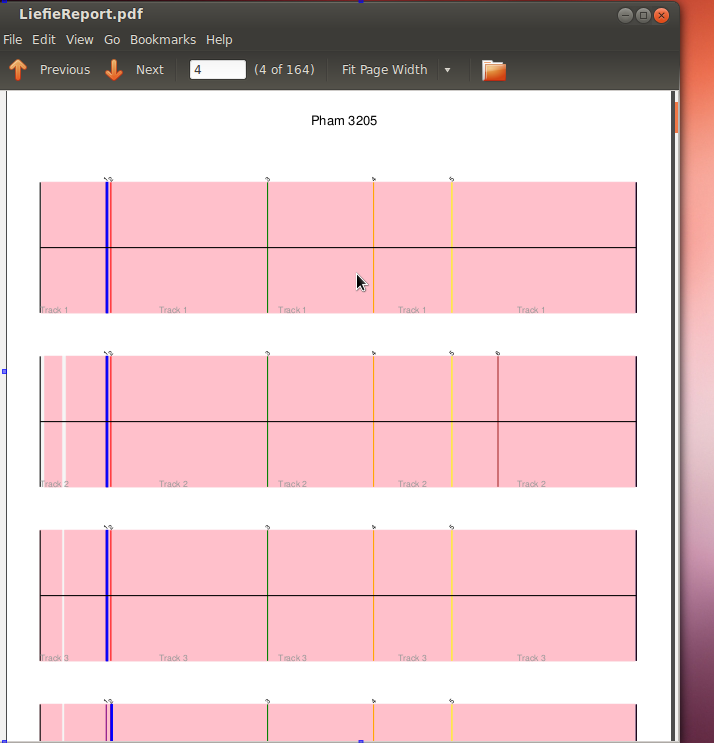 LiefieReport.pdf
File Edit View Go Bookmarks Help
Previous Next 4 (4 of 164) Fit Page Width
Pham 3205
1 2 3 4 5
Track 1 Track 1 Track 1 Track 1 Track 1
1 2 3 4 5 6
Track 2 Track 2 Track 2 Track 2 Track 2
1 2 3 4 5
Track 3 Track 3 Track 3 Track 3 Track 3
1 2 3 4 5